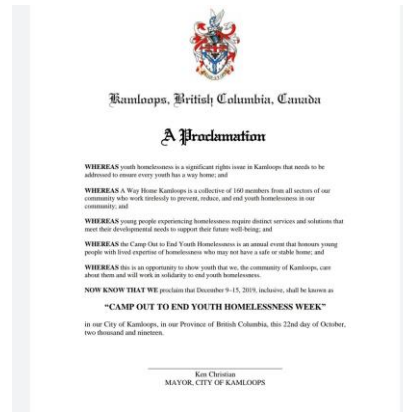 Kamloops, British Columbia, Canada
A Proclamation
WHEREAS youth homelessness is a significant rights issue in Kamloops that needs to be
addressed to ensure every youth has a way home; and
WHEREAS A Way Home Kamloops is a collective of 160 members from all sectors of our
community who work tirelessly to prevent, reduce, and end youth homelessness in our
community; and
WHEREAS young people experiencing homelessness require distinct services and solutions that
meet their developmental needs to support their future well-being; and
WHEREAS the Camp Out to End Youth Homelessness is an annual event that honours young
people with lived expertise of homelessness who may not have a safe or stable home; and
WHEREAS this is an opportunity to show youth that we, the community of Kamloops, care
about them and will work in solidarity to end youth homelessness.
NOW KNOW THAT WE proclaim that December 9-15, 2019, inclusive, shall be known as
“CAMP OUT TO END YOUTH HOMELESSNESS WEEK”
in our City of Kamloops, in our Province of British Columbia, this 22nd day of October,
two thousand and nineteen.
Ken Christian
MAYOR, CITY OF KAMLOOPS